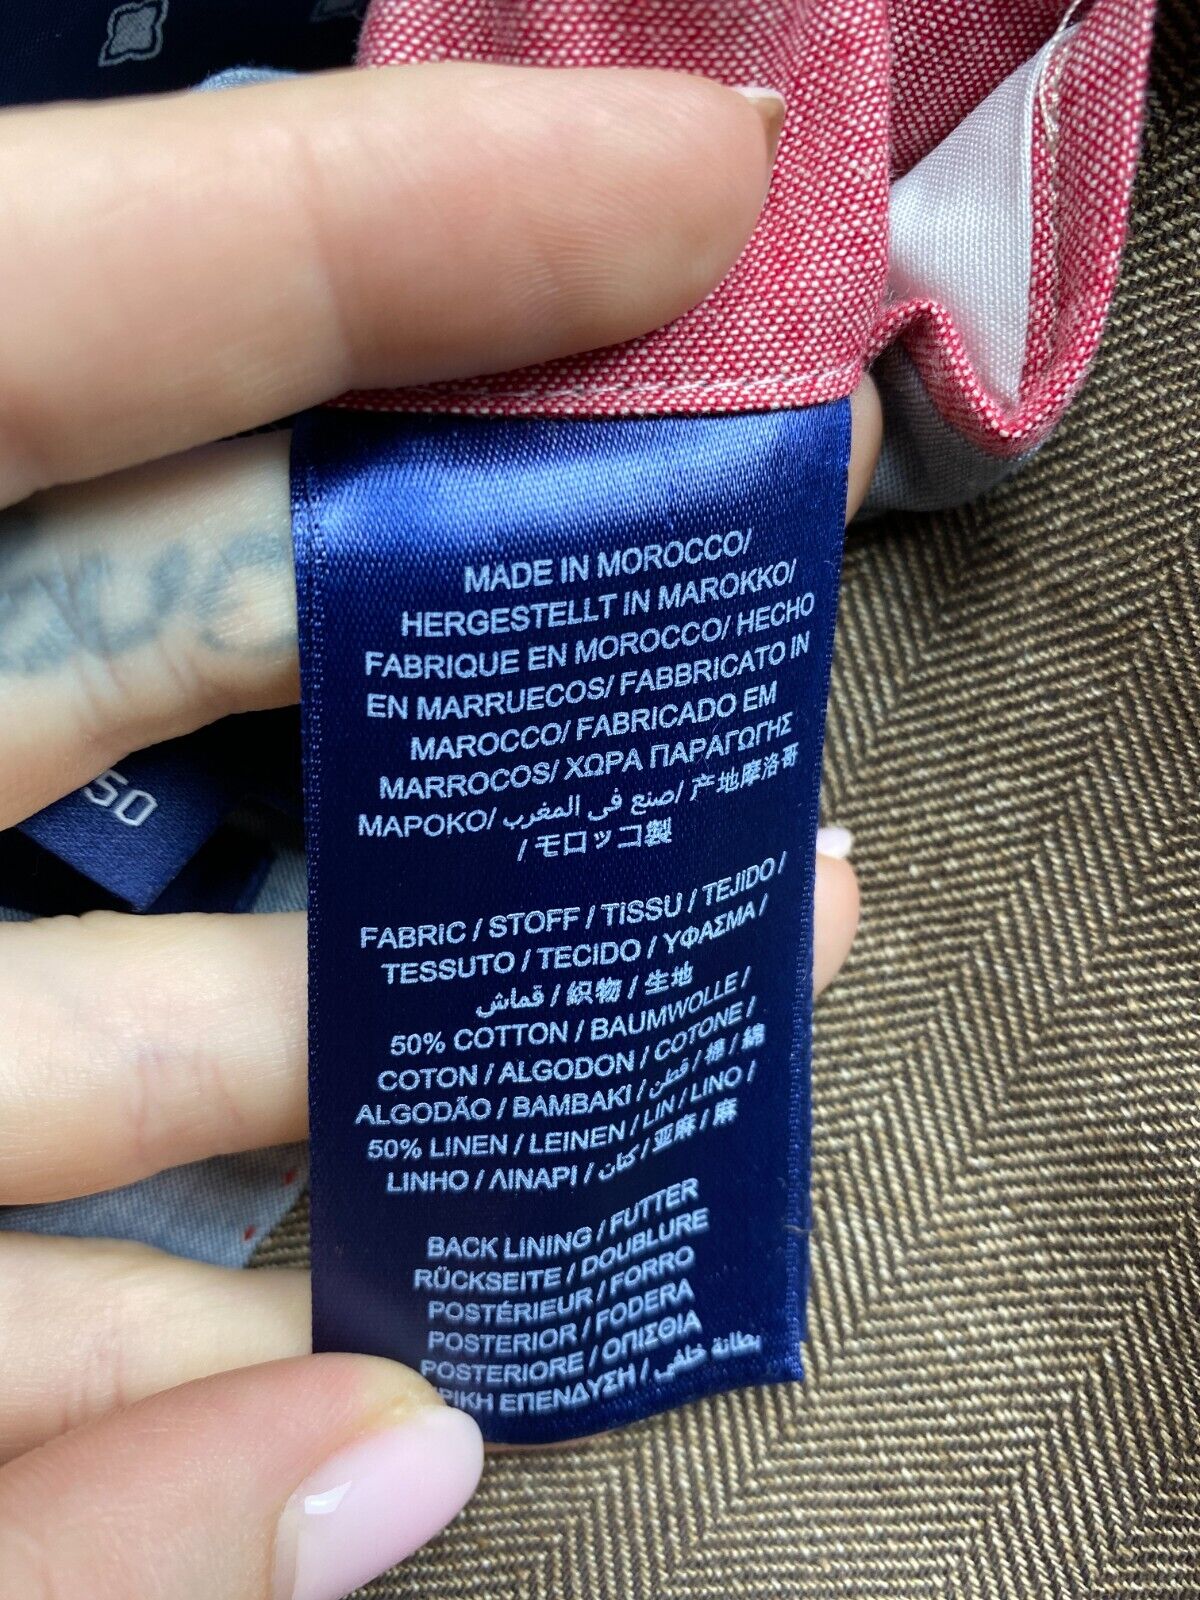 MADE IN MOROCCO/
HERGESTELLT IN MAROKKO/
FABRIQUE EN MOROCCO/ HECHO
EN MARRUECOS/ FABBRICATO IN
MAROCCO/ FABRICADO EM
MARROCOS/ ΧΩΡΑ ΠΑΡΑΓΩΓΗΣ
ΜΑΡΟΚΟ/ صنع في المغرب/ 产地摩洛哥
/ モロッコ製
FABRIC / STOFF / TISSU / TEJIDO /
TESSUTO / TECIDO / ΥΦΑΣΜΑ /
قماش / 織物 / 生地
50% COTTON / BAUMWOLLE /
COTON / ALGODON / COTONE /
ALGODÃO / BAMBAKI / قطن / 棉 / 綿
50% LINEN / LEINEN / LIN / LINO /
LINHO / ΛΙΝΑΡΙ / كتان / 亚麻 / 麻
BACK LINING / FUTTER
RÜCKSEITE / DOUBLURE
POSTÉRIEUR / FORRO
POSTERIOR / FODERA
POSTERIORE / ΟΠΙΣΘΙΑ
ΕΠΕΝΔΥΣΗ / بطانة خلفي
50